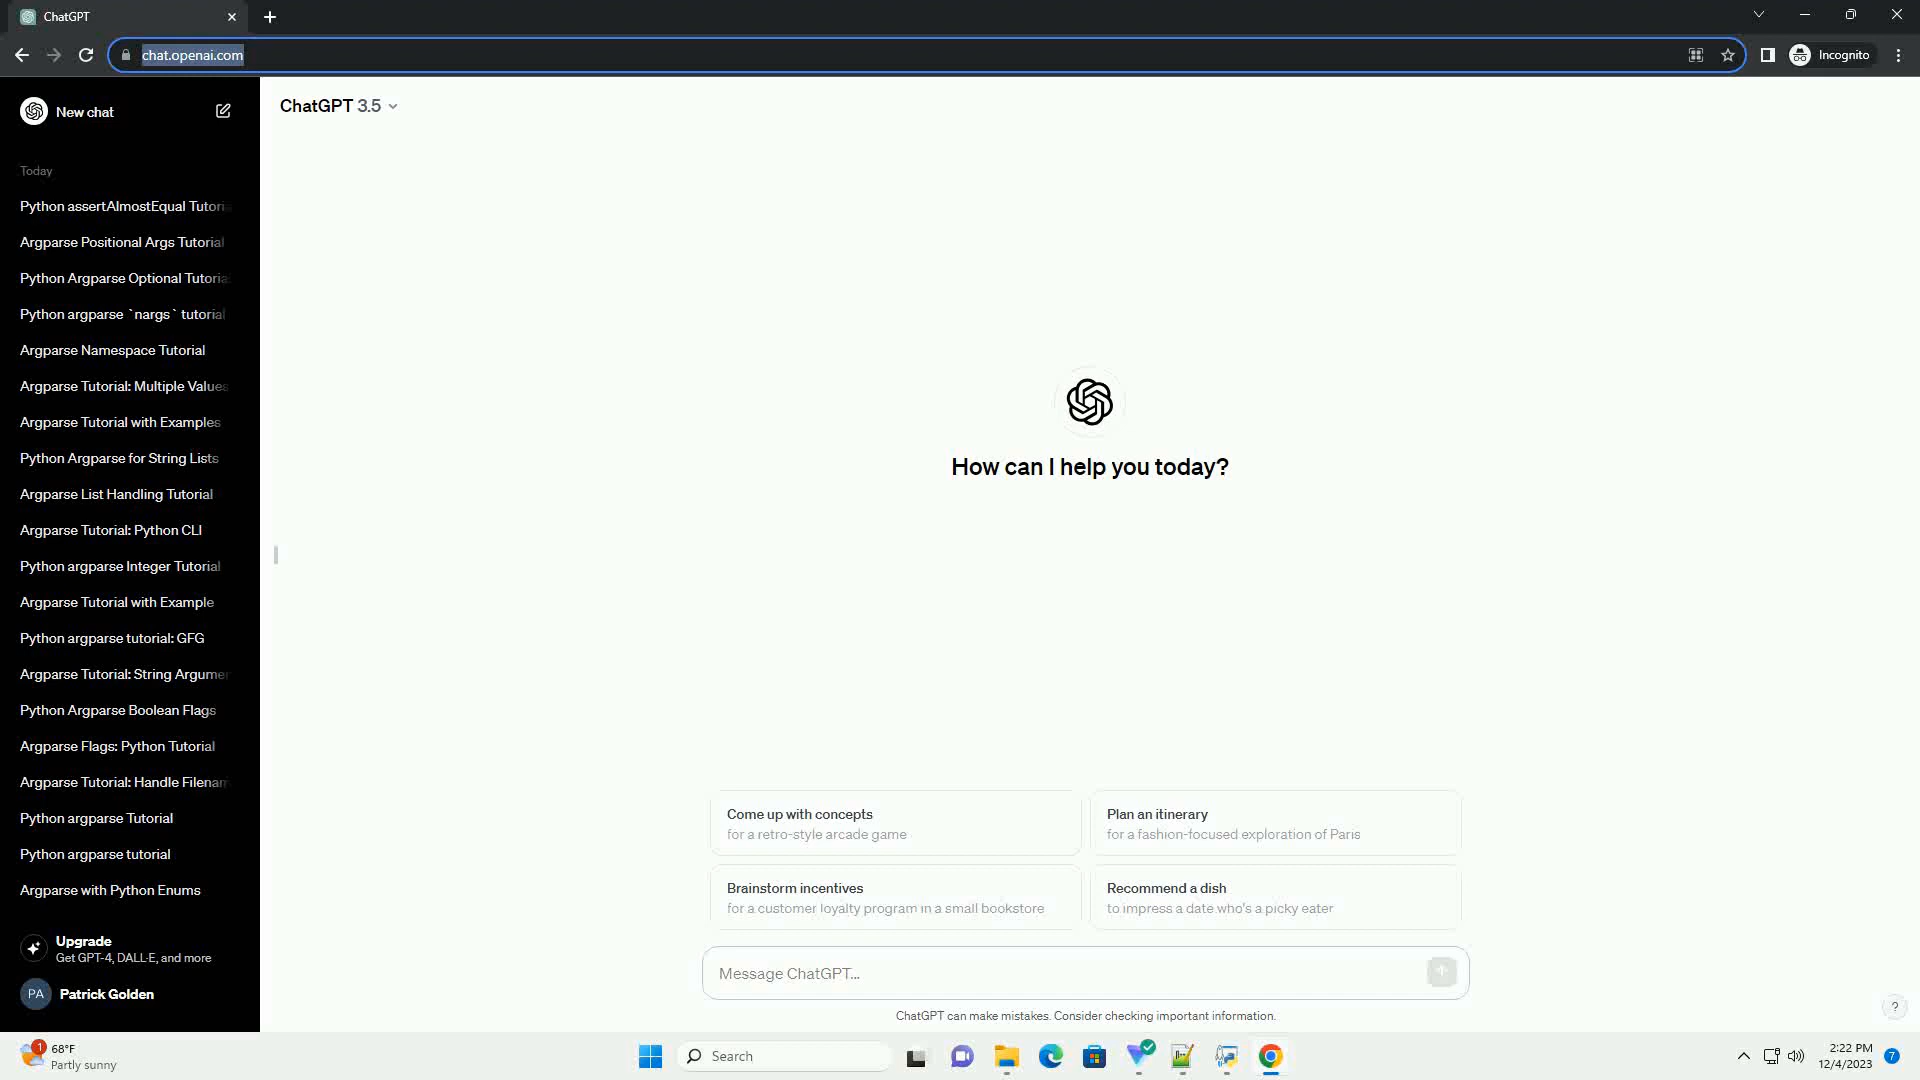 ChatGPT
chat.openai.com
Incognito
New chat
ChatGPT 3.5
Today
Python assertAlmostEqual Tutori
Argparse Positional Args Tutorial
Python Argparse Optional Tutoria
Python argparse `nargs` tutorial
Argparse Namespace Tutorial
Argparse Tutorial: Multiple Values
Argparse Tutorial with Examples
Python Argparse for String Lists
Argparse List Handling Tutorial
Argparse Tutorial: Python CLI
Python argparse Integer Tutorial
Argparse Tutorial with Example
Python argparse tutorial: GFG
Argparse Tutorial: String Argumen
Python Argparse Boolean Flags
Argparse Flags: Python Tutorial
Argparse Tutorial: Handle Filenam
Python argparse Tutorial
Python argparse tutorial
Argparse with Python Enums
Upgrade
Get GPT-4, DALL·E, and more
PA
Patrick Golden
How can I help you today?
Come up with concepts
for a retro-style arcade game
Plan an itinerary
for a fashion-focused exploration of Paris
Brainstorm incentives
for a customer loyalty program in a small bookstore
Recommend a dish
to impress a date who's a picky eater
Message ChatGPT...
ChatGPT can make mistakes. Consider checking important information.
?
1
68°F
Partly sunny
Search
2:22 PM
12/4/2023
7